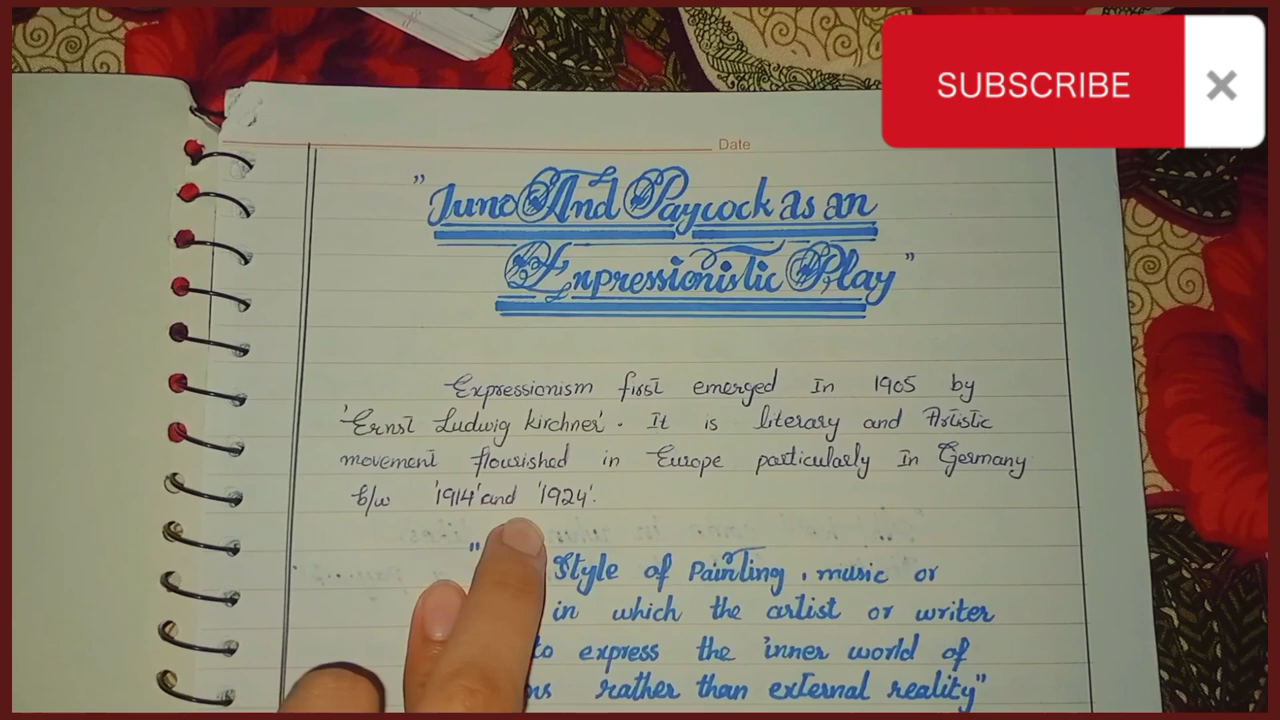 SUBSCRIBE
Date
"Juno And Paycock as an
Expressionistic Play"
Expressionism first emerged In 1905 by
'Ernst Ludwig kirchner'. It is literary and Artistic
movement flourished in Europe particularly In Germany
b/w '1914' and '1924'.
" Style of Painting, music or
in which the artist or writer
to express the inner world of
rather than external reality"